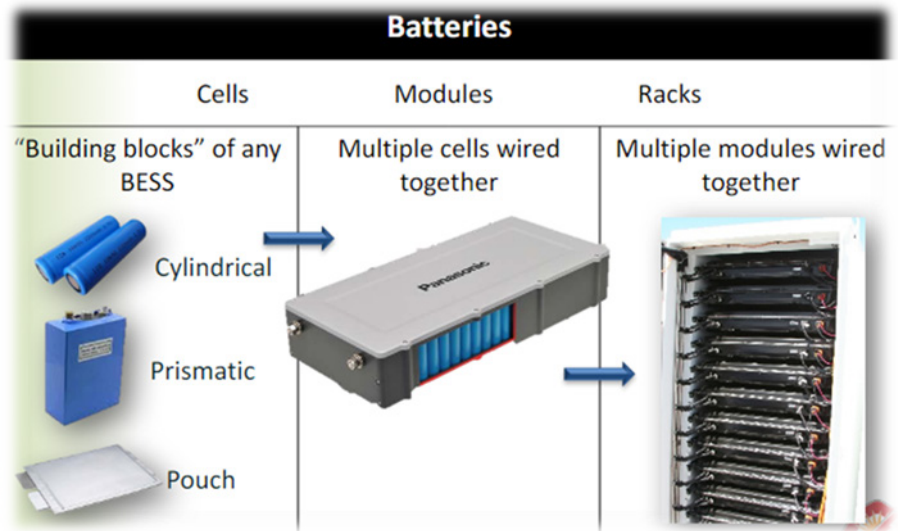 Batteries
Cells
Modules
Racks
“Building blocks” of any
BESS
Multiple cells wired
together
Multiple modules wired
together
Cylindrical
Prismatic
Pouch
Panasonic